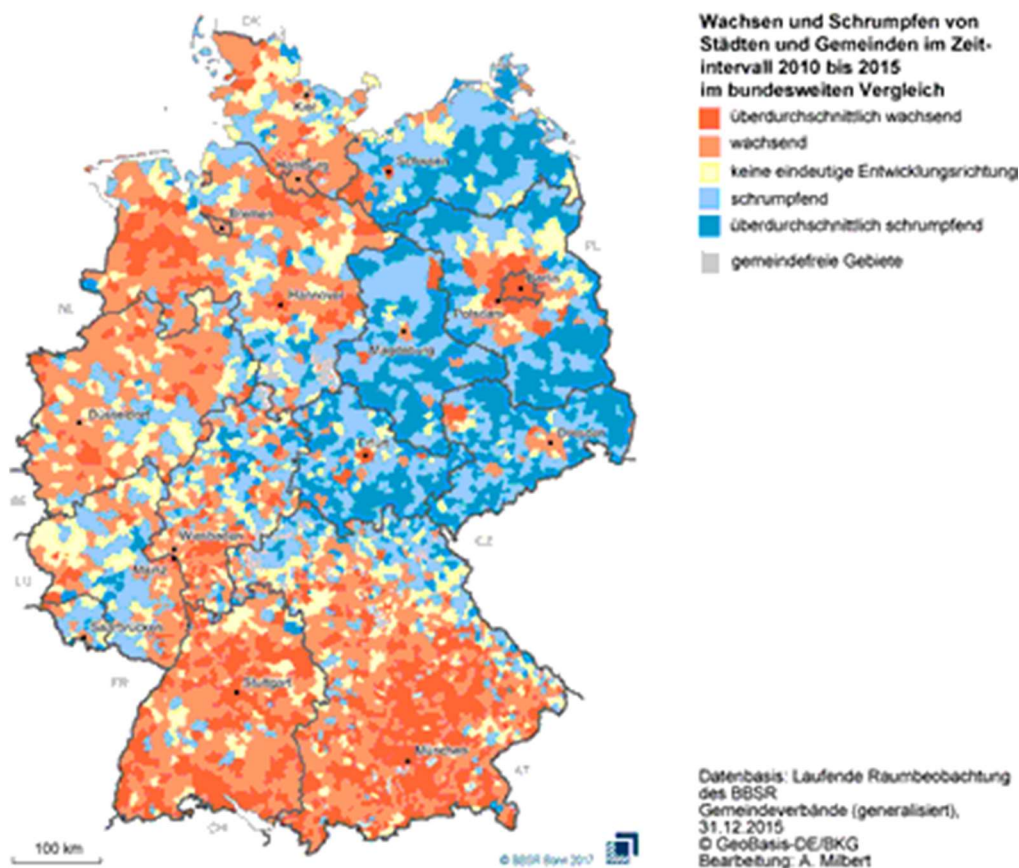 Wachsen und Schrumpfen von
Städten und Gemeinden im Zeit-
intervall 2010 bis 2015
im bundesweiten Vergleich
überdurchschnittlich wachsend
wachsend
keine eindeutige Entwicklungsrichtung
schrumpfend
überdurchschnittlich schrumpfend
gemeindefreie Gebiete
DK
Kiel
Schwerin
Hamburg
Bremen
PL
Berlin
Hannover
NL
Potsdam
Magdeburg
Düsseldorf
Dresden
Erfurt
BE
Wiesbaden
CZ
Mainz
LU
Saarbrücken
FR
Stuttgart
München
AT
CH
100 km
© BBSR Bonn 2017
Datenbasis: Laufende Raumbeobachtung
des BBSR
Gemeindeverbände (generalisiert),
31.12.2015
© GeoBasis-DE/BKG
Bearbeitung: A. Milbert